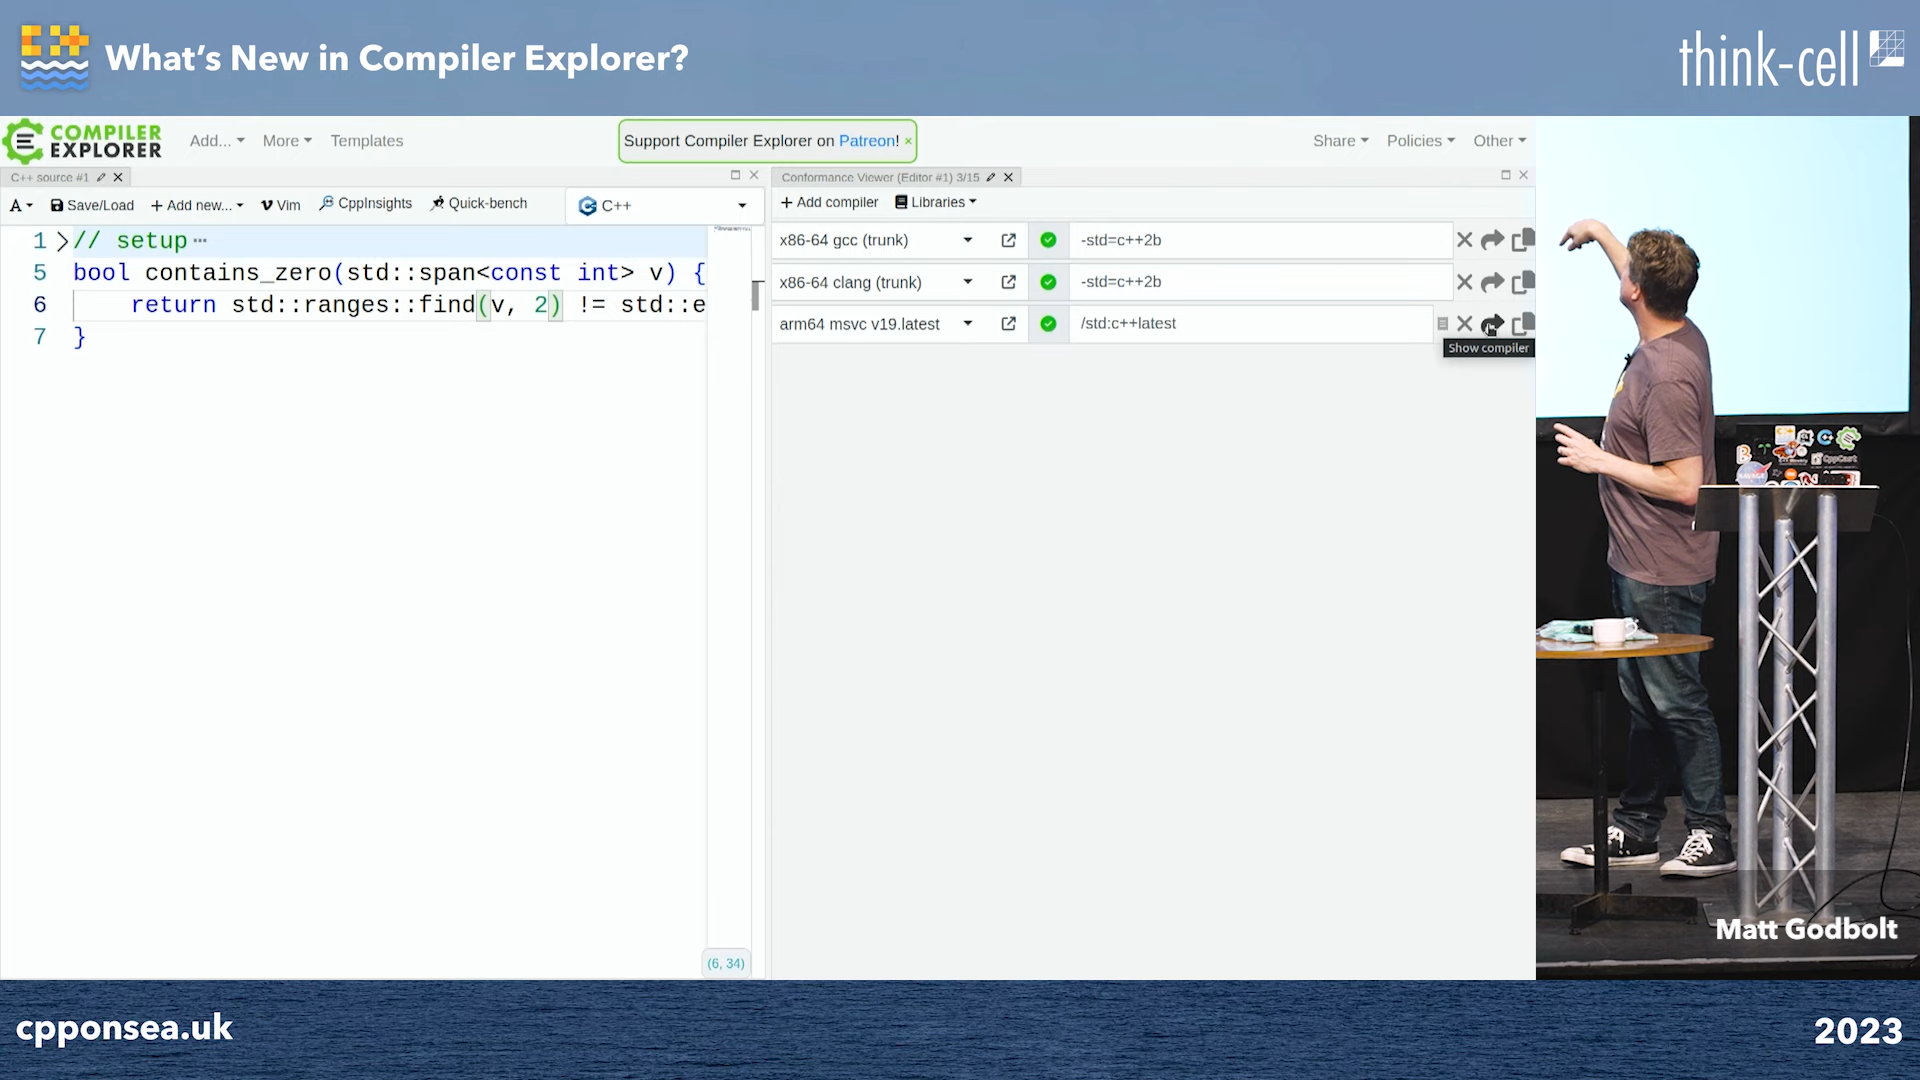 What's New in Compiler Explorer?
think-cell
COMPILER EXPLORER
Add...
More
Templates
Support Compiler Explorer on Patreon! ×
Share
Policies
Other
C++ source #1
Conformance Viewer (Editor #1) 3/15
A
Save/Load
+ Add new...
Vim
CppInsights
Quick-bench
C++
+ Add compiler
Libraries
1 // setup ⋯
5 bool contains_zero(std::span<const int> v) {
6 return std::ranges::find(v, 2) != std::e
7 }
x86-64 gcc (trunk) -std=c++2b
x86-64 clang (trunk) -std=c++2b
arm64 msvc v19.latest /std:c++latest
Show compiler
(6, 34)
CppCast
Matt Godbolt
cpponsea.uk
2023